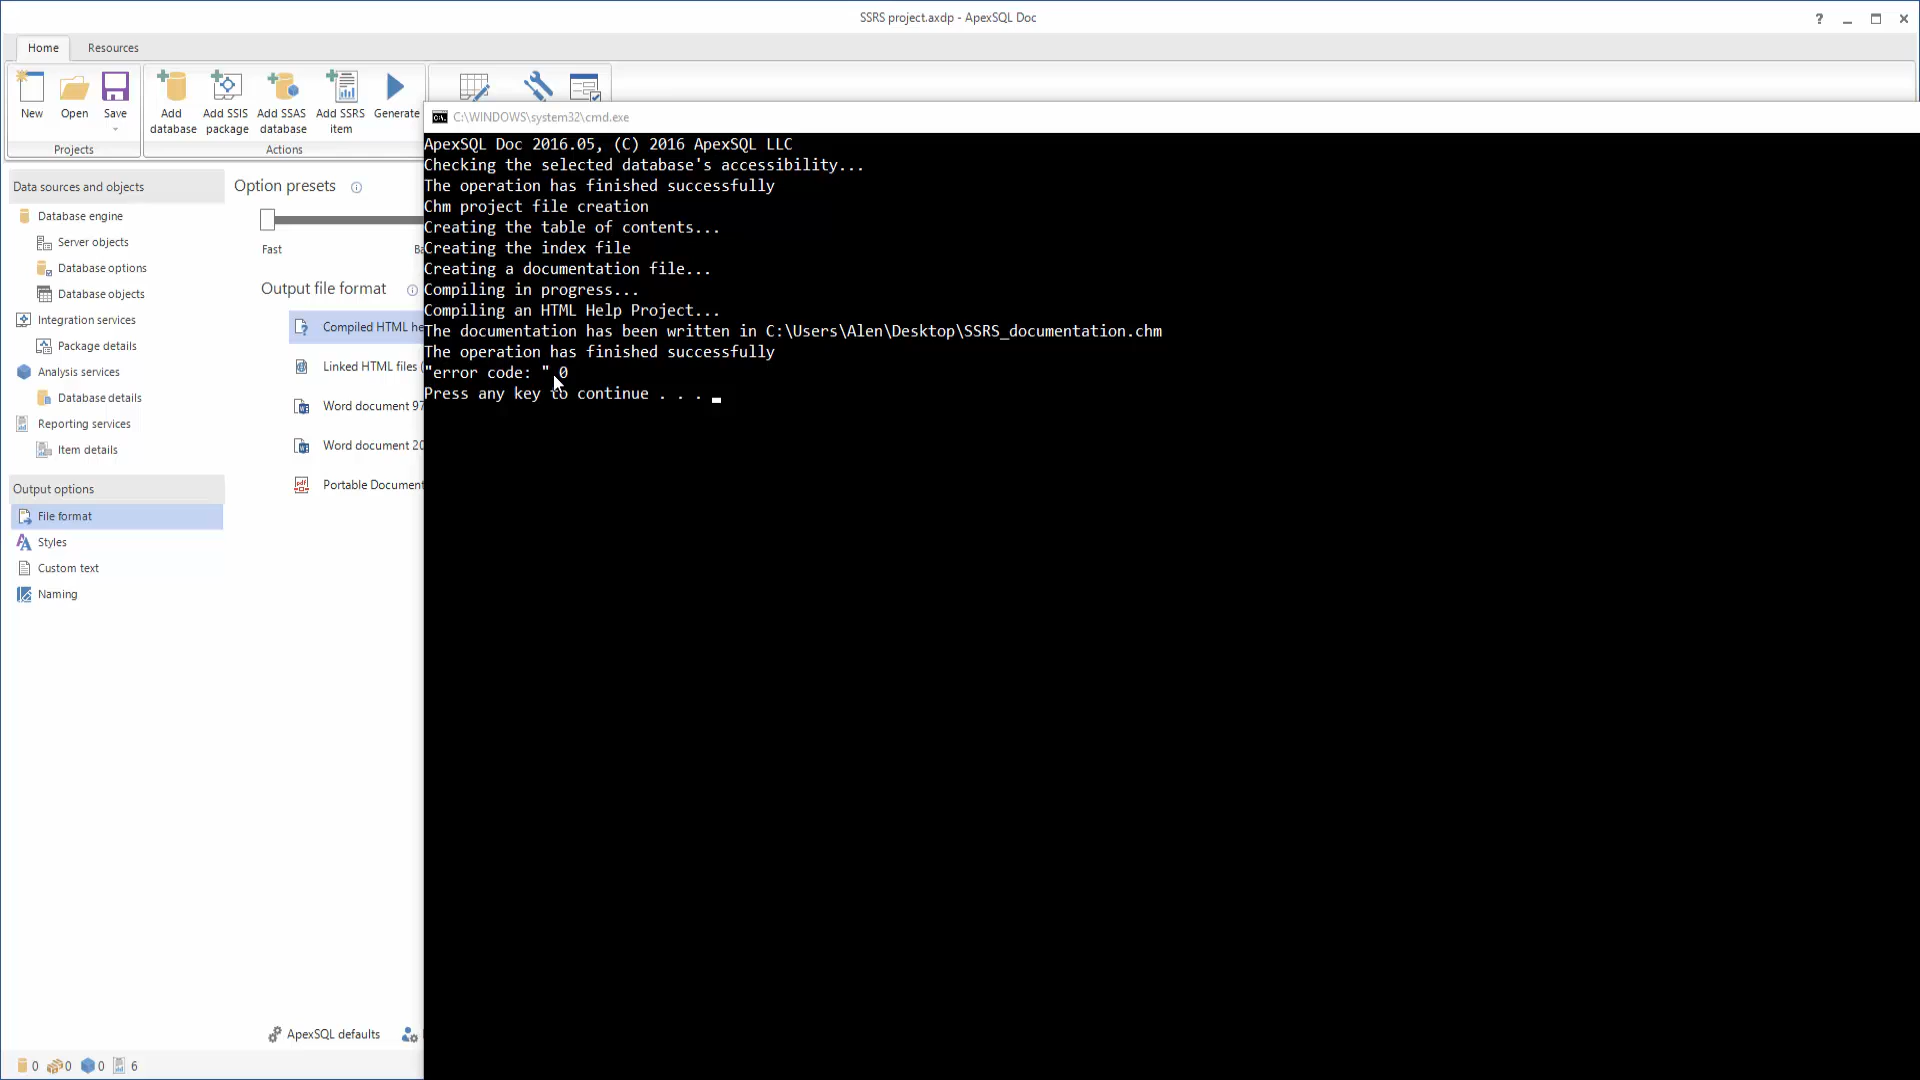 SSRS project.axdp - ApexSQL Doc
?
Home
Resources
New
Open
Save
Add database
Add SSIS package
Add SSAS database
Add SSRS item
Generate
Projects
Actions
C:\WINDOWS\system32\cmd.exe
ApexSQL Doc 2016.05, (C) 2016 ApexSQL LLC
Checking the selected database's accessibility...
The operation has finished successfully
Chm project file creation
Creating the table of contents...
Creating the index file
Creating a documentation file...
Compiling in progress...
Compiling an HTML Help Project...
The documentation has been written in C:\Users\Alen\Desktop\SSRS_documentation.chm
The operation has finished successfully
"error code: " 0
Press any key to continue . . .
Data sources and objects
Database engine
Server objects
Database options
Database objects
Integration services
Package details
Analysis services
Database details
Reporting services
Item details
Output options
File format
Styles
Custom text
Naming
Option presets
Fast
Output file format
Compiled HTML he
Linked HTML files (
Word document 97
Word document 20
Portable Document
ApexSQL defaults
0
0
0
6